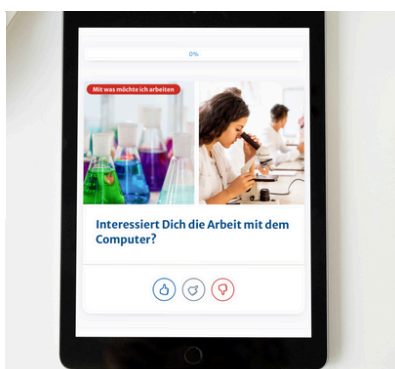 0%
Mit was möchte ich arbeiten
Interessiert Dich die Arbeit mit dem
Computer?